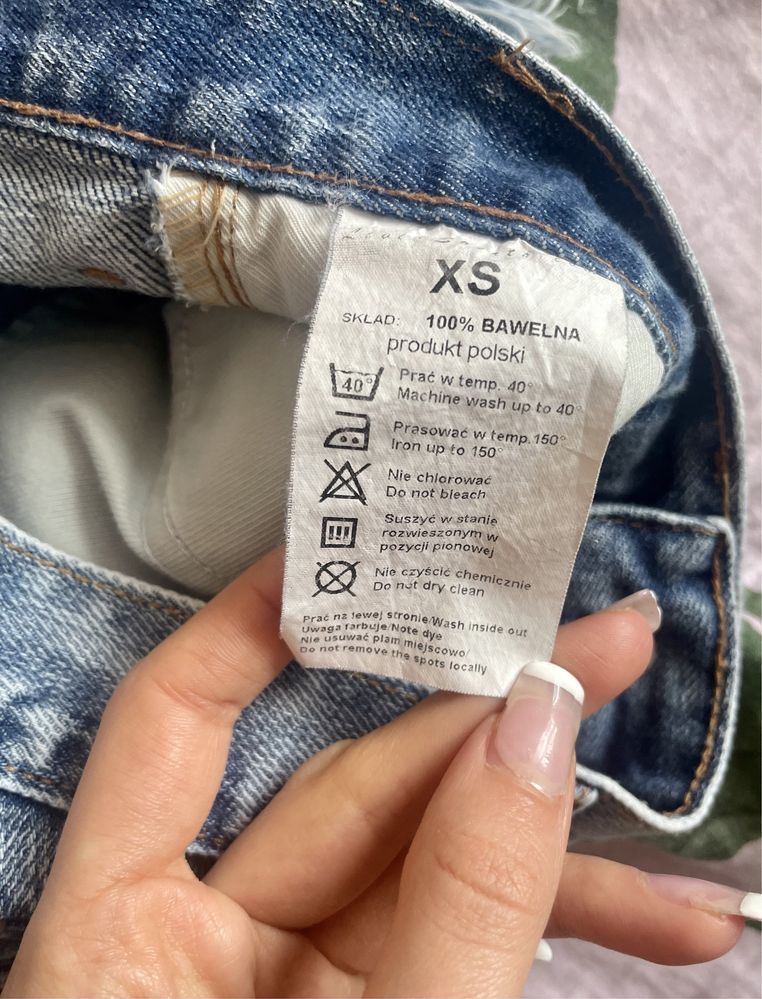 XS
SKŁAD: 100% BAWELNA
produkt polski
40°
Prać w temp. 40°
Machine wash up to 40°
Prasować w temp.150°
Iron up to 150°
Nie chlorować
Do not bleach
Suszyć w stanie
rozwieszonym w
pozycji pionowej
Nie czyścić chemicznie
Do not dry clean
Prać na lewej stronie/Wash inside out
Uwaga farbuje/Note dye
Nie usuwać plam miejscowo/
Do not remove the spots locally